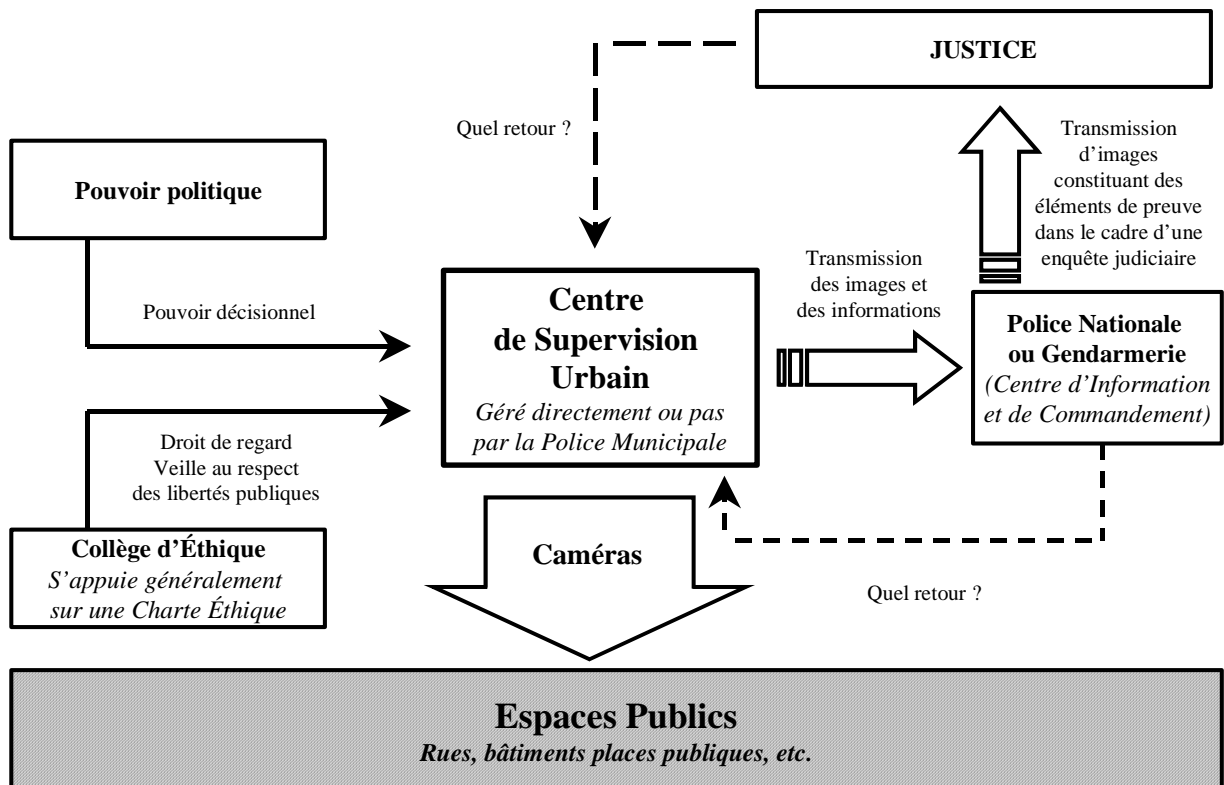 JUSTICE
Quel retour ?
Transmission
d’images
constituant des
éléments de preuve
dans le cadre d’une
enquête judiciaire
Pouvoir politique
Pouvoir décisionnel
Centre
de Supervision
Urbain
Géré directement ou pas
par la Police Municipale
Transmission
des images et
des informations
Police Nationale
ou Gendarmerie
(Centre d’Information
et de Commandement)
Droit de regard
Veille au respect
des libertés publiques
Collège d’Éthique
S’appuie généralement
sur une Charte Éthique
Caméras
Quel retour ?
Espaces Publics
Rues, bâtiments places publiques, etc.